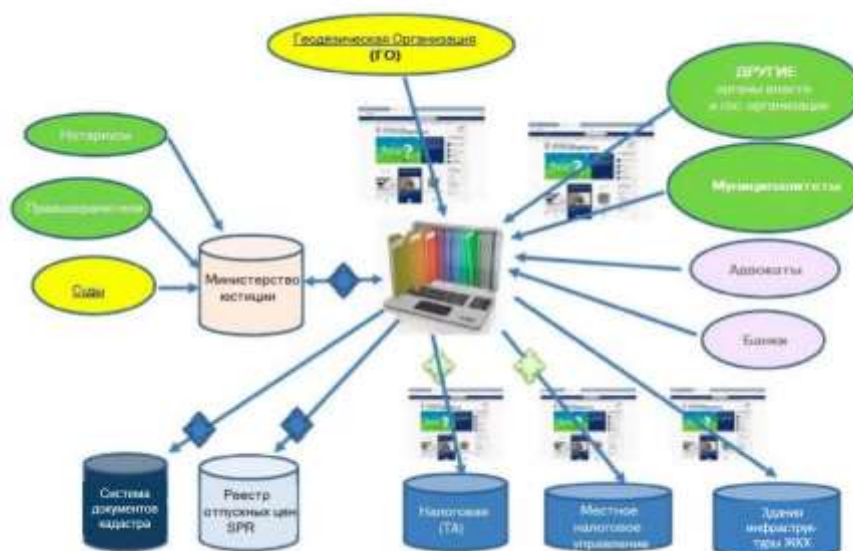 Геодезическая Организация
(ГО)
ДРУГИЕ
органы власти
и гос организации
Нотариусы
Муниципалитеты
Суды
Министерство
юстиции
Адвокаты
Банки
Система
документов
кадастра
Реестр
отпускных цен
SPR
Налоговая
(TA)
Местное
налоговое
управление
Здания
инфраструк-
туры ЖКХ